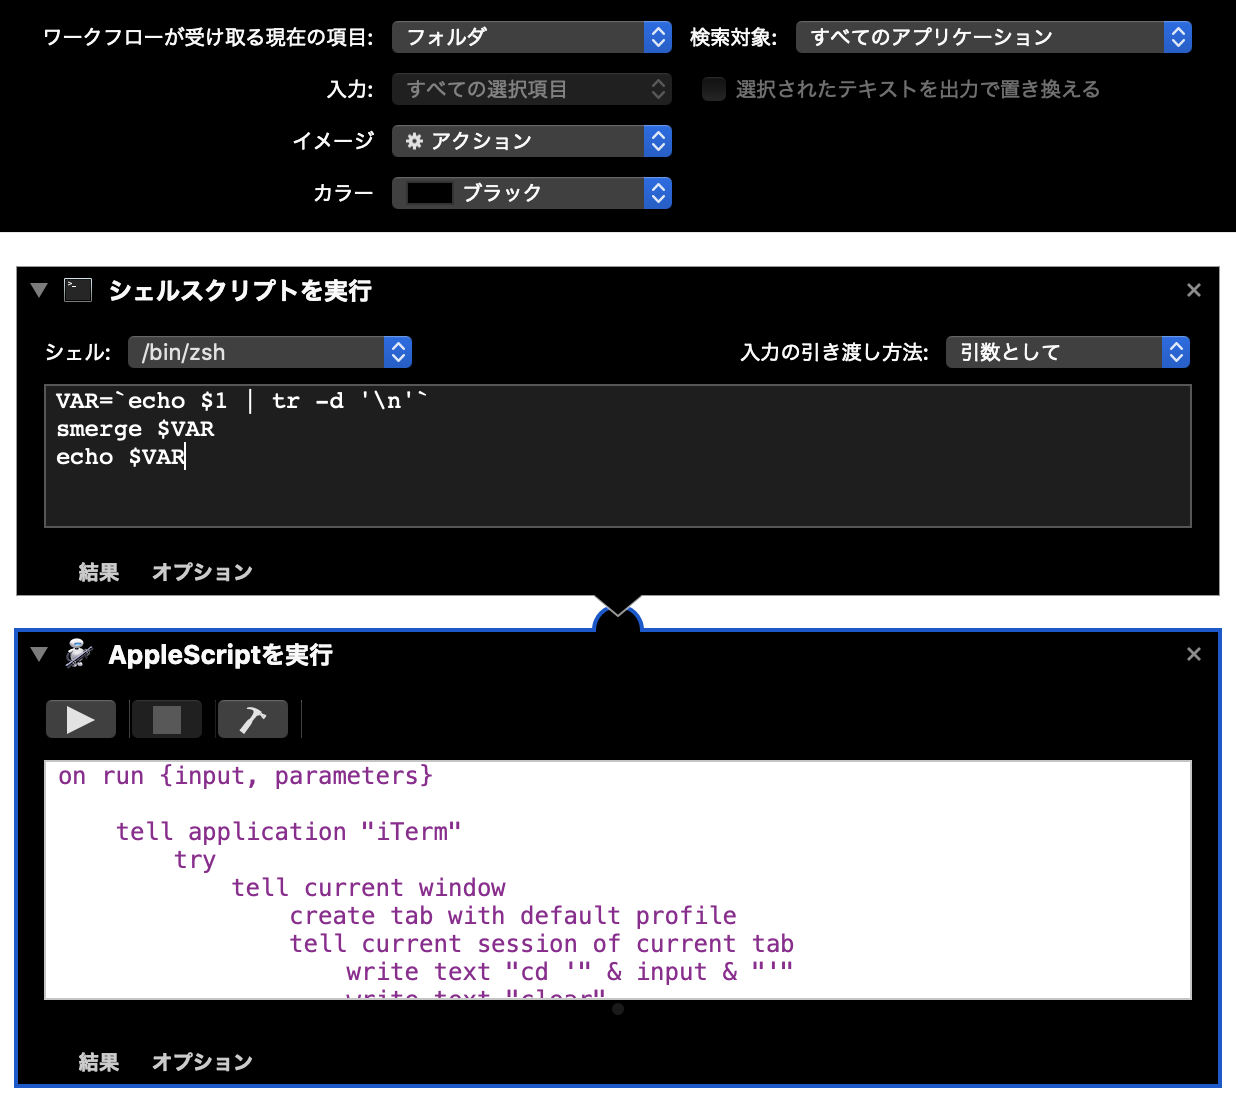 ワークフローが受け取る現在の項目: フォルダ 検索対象: すべてのアプリケーション
入力: すべての選択項目 選択されたテキストを出力で置き換える
イメージ アクション
カラー ブラック
シェルスクリプトを実行
シェル: /bin/zsh 入力の引き渡し方法: 引数として
VAR=`echo $1 | tr -d '\n'`
smerge $VAR
echo $VAR
結果 オプション
AppleScriptを実行
on run {input, parameters}
tell application "iTerm"
try
tell current window
create tab with default profile
tell current session of current tab
write text "cd '" & input & "'"
write text "clear"
結果 オプション